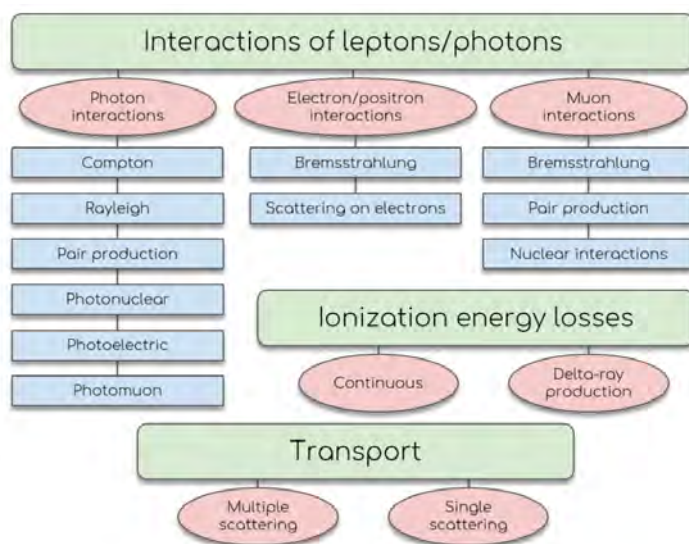 Interactions of leptons/photons
Photon
interactions
Electron/positron
interactions
Muon
interactions
Compton
Bremsstrahlung
Bremsstrahlung
Rayleigh
Scattering on electrons
Pair production
Pair production
Nuclear interactions
Photonuclear
Ionization energy losses
Photoelectric
Continuous
Delta-ray
production
Photomuon
Transport
Multiple
scattering
Single
scattering